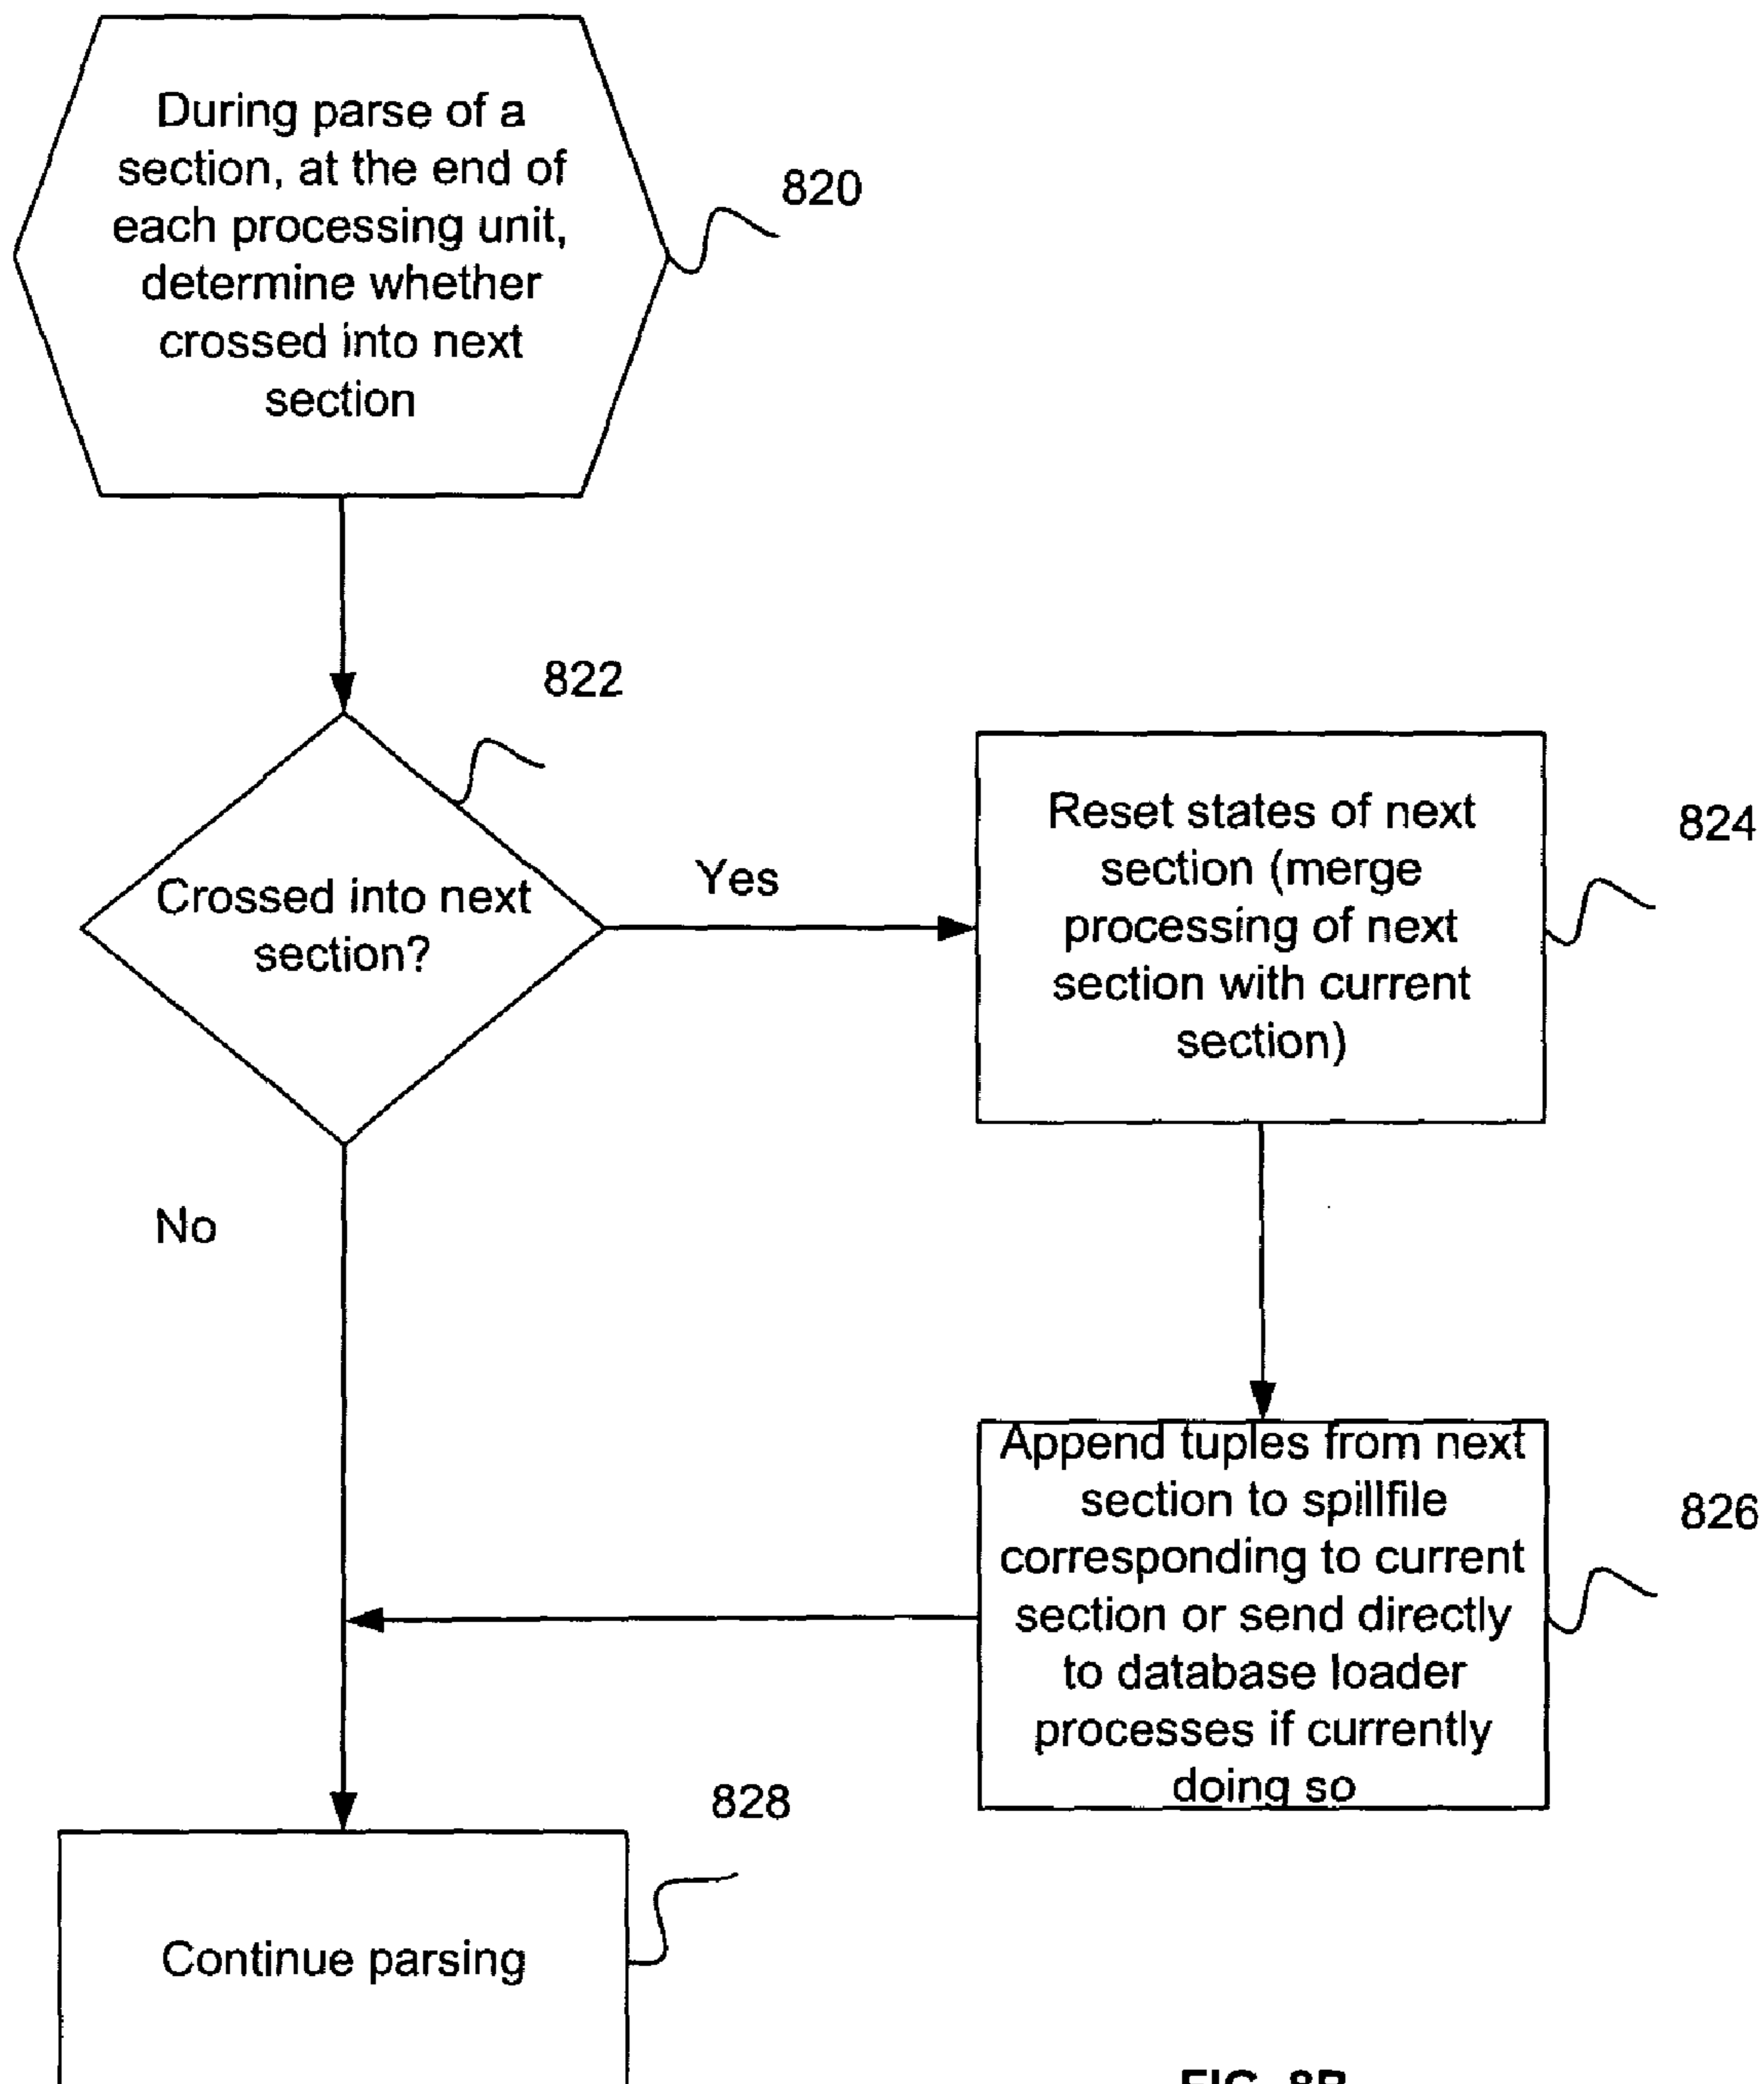 During parse of a
section, at the end of
each processing unit,
determine whether
crossed into next
section
820
822
Crossed into next
section?
Yes
No
Reset states of next
section (merge
processing of next
section with current
section)
824
Append tuples from next
section to spillfile
corresponding to current
section or send directly
to database loader
processes if currently
doing so
826
828
Continue parsing
FIG. 8B